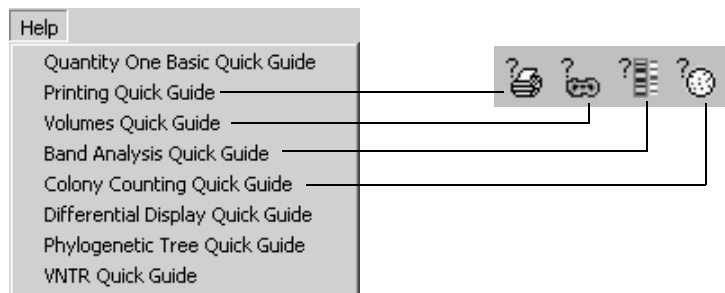 Help
Quantity One Basic Quick Guide
Printing Quick Guide
Volumes Quick Guide
Band Analysis Quick Guide
Colony Counting Quick Guide
Differential Display Quick Guide
Phylogenetic Tree Quick Guide
VNTR Quick Guide
? ? ? ?